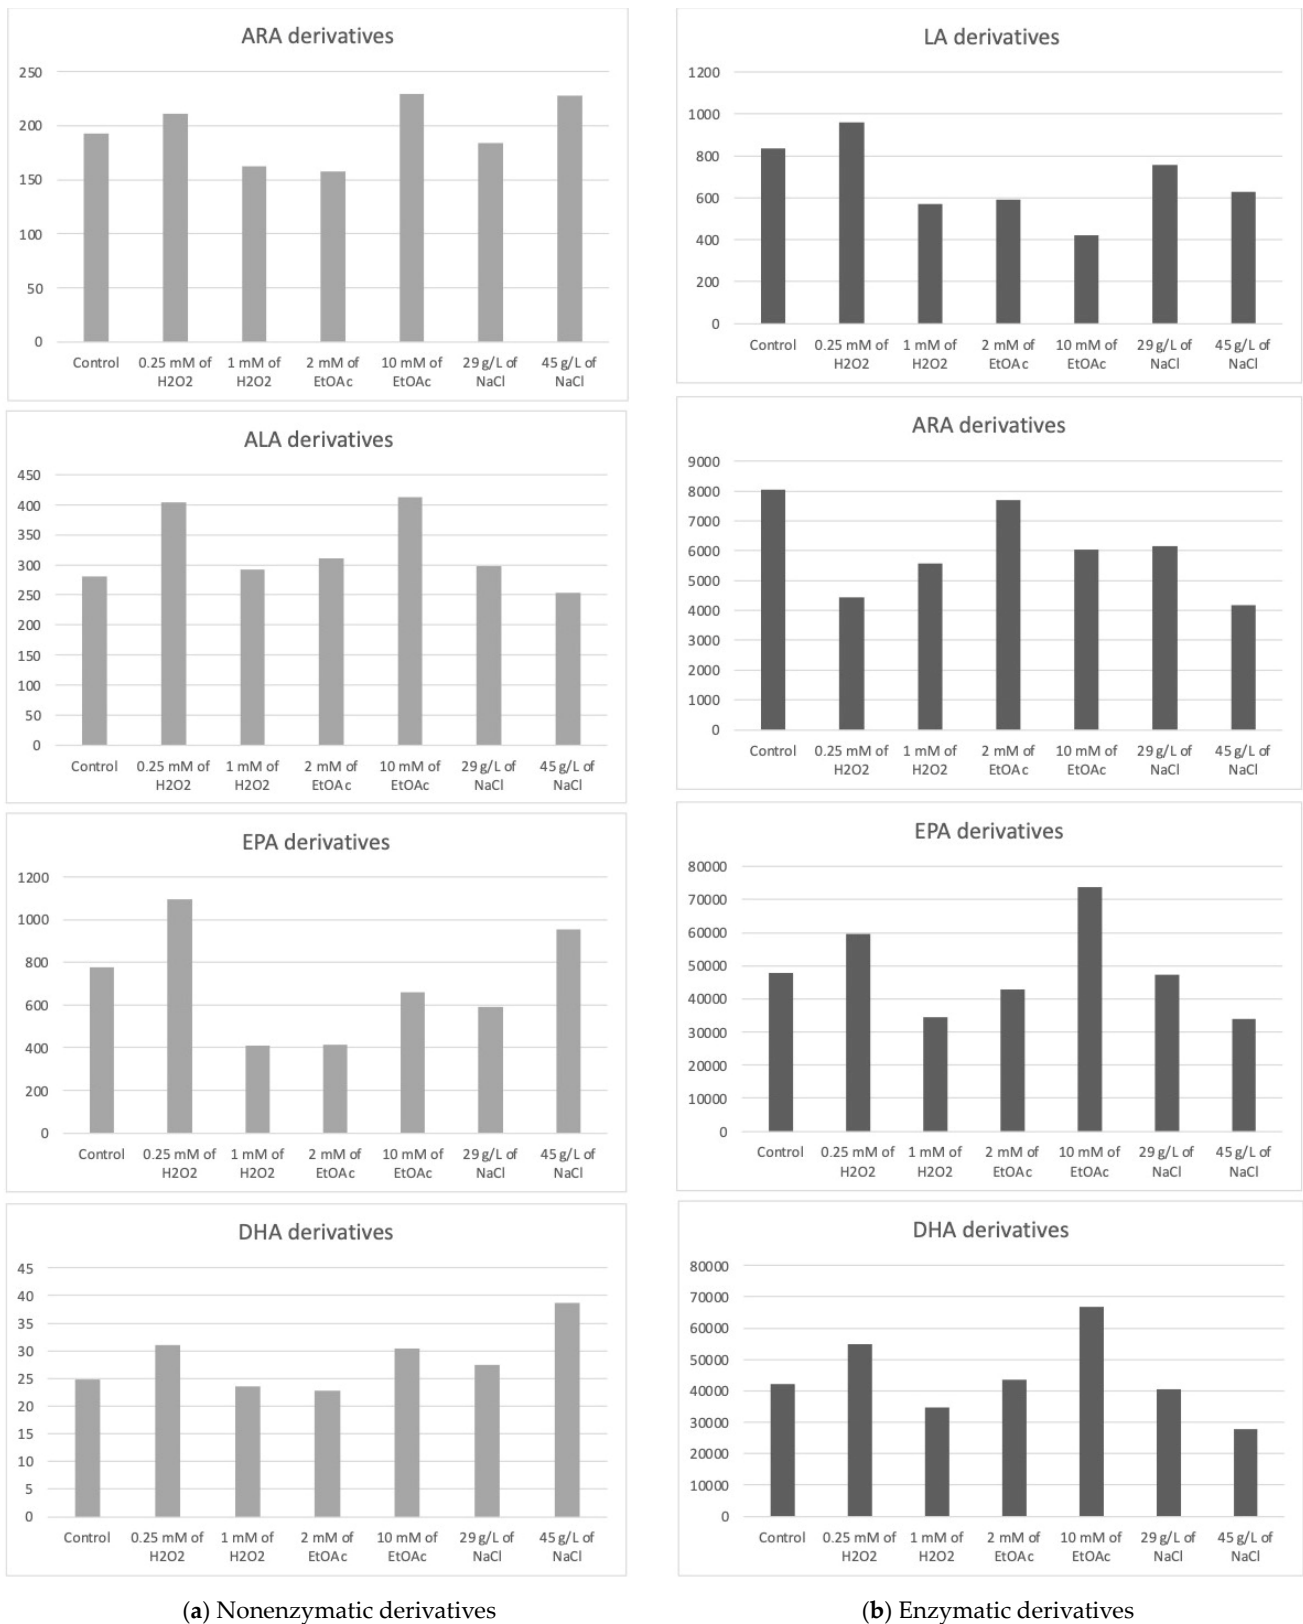 ARA derivatives
250
200
150
100
50
0
Control 0.25 mM of 1 mM of 2 mM of 10 mM of 29 g/L of 45 g/L of
H2O2 H2O2 EtOAc EtOAc NaCl NaCl
ALA derivatives
450
400
350
300
250
200
150
100
50
0
Control 0.25 mM of 1 mM of 2 mM of 10 mM of 29 g/L of 45 g/L of
H2O2 H2O2 EtOAc EtOAc NaCl NaCl
EPA derivatives
1200
1000
800
600
400
200
0
Control 0.25 mM of 1 mM of 2 mM of 10 mM of 29 g/L of 45 g/L of
H2O2 H2O2 EtOAc EtOAc NaCl NaCl
DHA derivatives
45
40
35
30
25
20
15
10
5
0
Control 0.25 mM of 1 mM of 2 mM of 10 mM of 29 g/L of 45 g/L of
H2O2 H2O2 EtOAc EtOAc NaCl NaCl
(a) Nonenzymatic derivatives
LA derivatives
1200
1000
800
600
400
200
0
Control 0.25 mM of 1 mM of 2 mM of 10 mM of 29 g/L of 45 g/L of
H2O2 H2O2 EtOAc EtOAc NaCl NaCl
ARA derivatives
9000
8000
7000
6000
5000
4000
3000
2000
1000
0
Control 0.25 mM of 1 mM of 2 mM of 10 mM of 29 g/L of 45 g/L of
H2O2 H2O2 EtOAc EtOAc NaCl NaCl
EPA derivatives
80000
70000
60000
50000
40000
30000
20000
10000
0
Control 0.25 mM of 1 mM of 2 mM of 10 mM of 29 g/L of 45 g/L of
H2O2 H2O2 EtOAc EtOAc NaCl NaCl
DHA derivatives
80000
70000
60000
50000
40000
30000
20000
10000
0
Control 0.25 mM of 1 mM of 2 mM of 10 mM of 29 g/L of 45 g/L of
H2O2 H2O2 EtOAc EtOAc NaCl NaCl
(b) Enzymatic derivatives